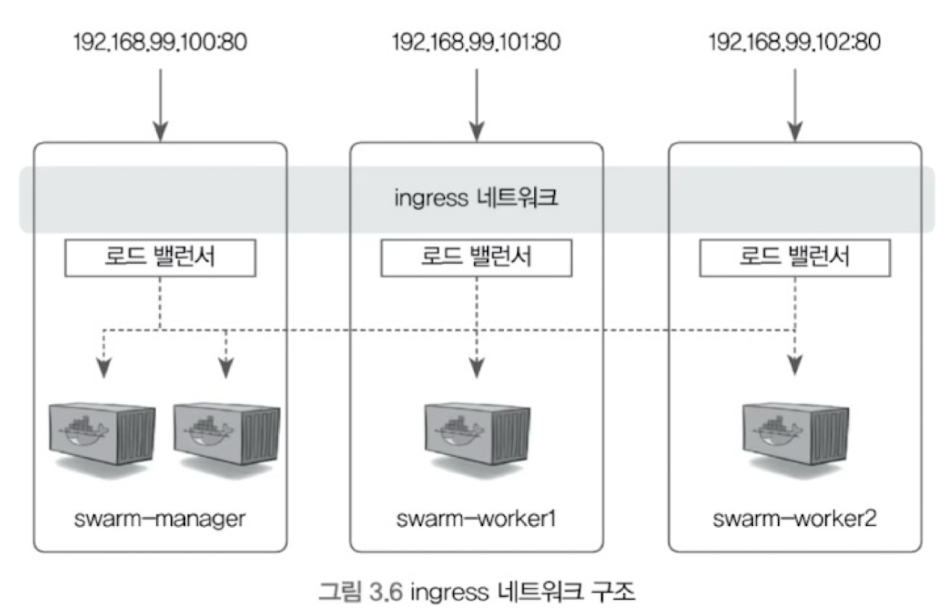 192.168.99.100:80
192.168.99.101:80
192.168.99.102:80
ingress 네트워크
로드 밸런서
로드 밸런서
로드 밸런서
swarm-manager
swarm-worker1
swarm-worker2
그림 3.6 ingress 네트워크 구조